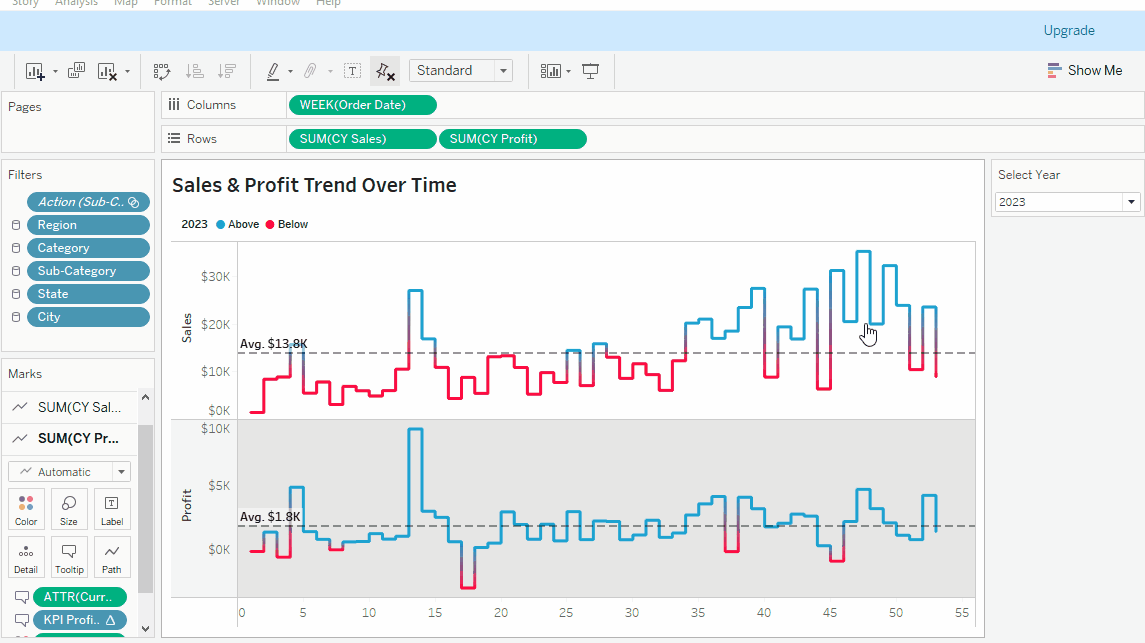 Story Analysis Map Format Server Window Help
Upgrade
Standard
Show Me
Pages
Columns
WEEK(Order Date)
Rows
SUM(CY Sales)
SUM(CY Profit)
Filters
Action (Sub-C..
Region
Category
Sub-Category
State
City
Marks
SUM(CY Sal...
SUM(CY Pr...
Automatic
Color
Size
Label
Detail
Tooltip
Path
ATTR(Curr..
KPI Profi.. Δ
Sales & Profit Trend Over Time
2023 Above Below
Sales
$30K
$20K
$10K
$0K
Avg. $13.8K
Profit
$10K
$5K
$0K
Avg. $1.8K
0 5 10 15 20 25 30 35 40 45 50 55
Select Year
2023